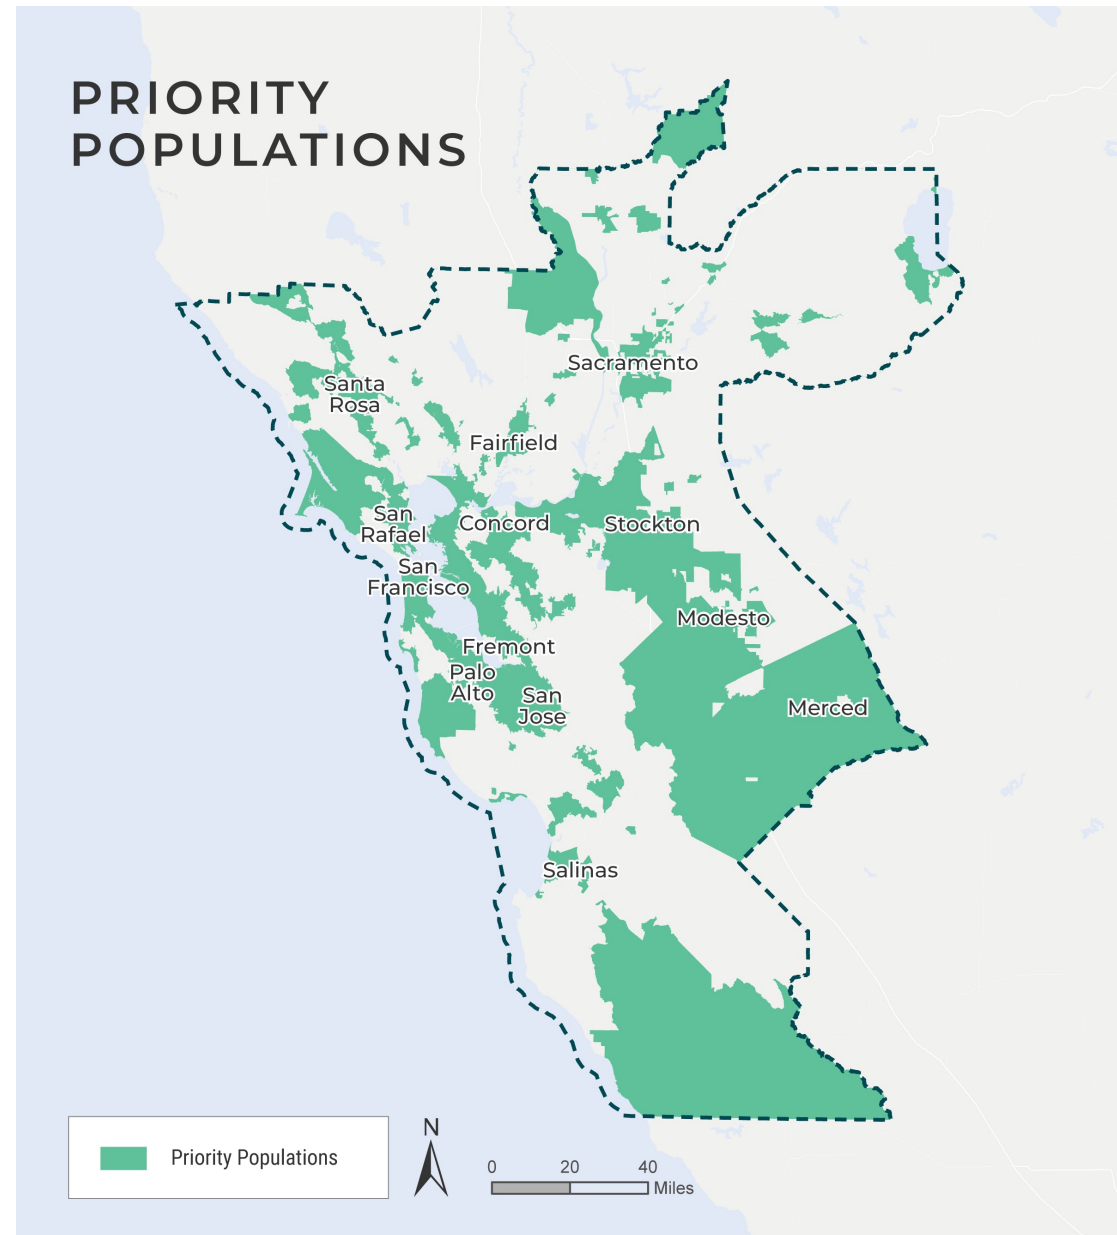 PRIORITY
POPULATIONS
Sacramento
Santa
Rosa
Fairfield
San
Rafael
Concord
Stockton
San
Francisco
Modesto
Fremont
Palo
Alto
San
Jose
Merced
Salinas
Priority Populations
N
0 20 40
Miles